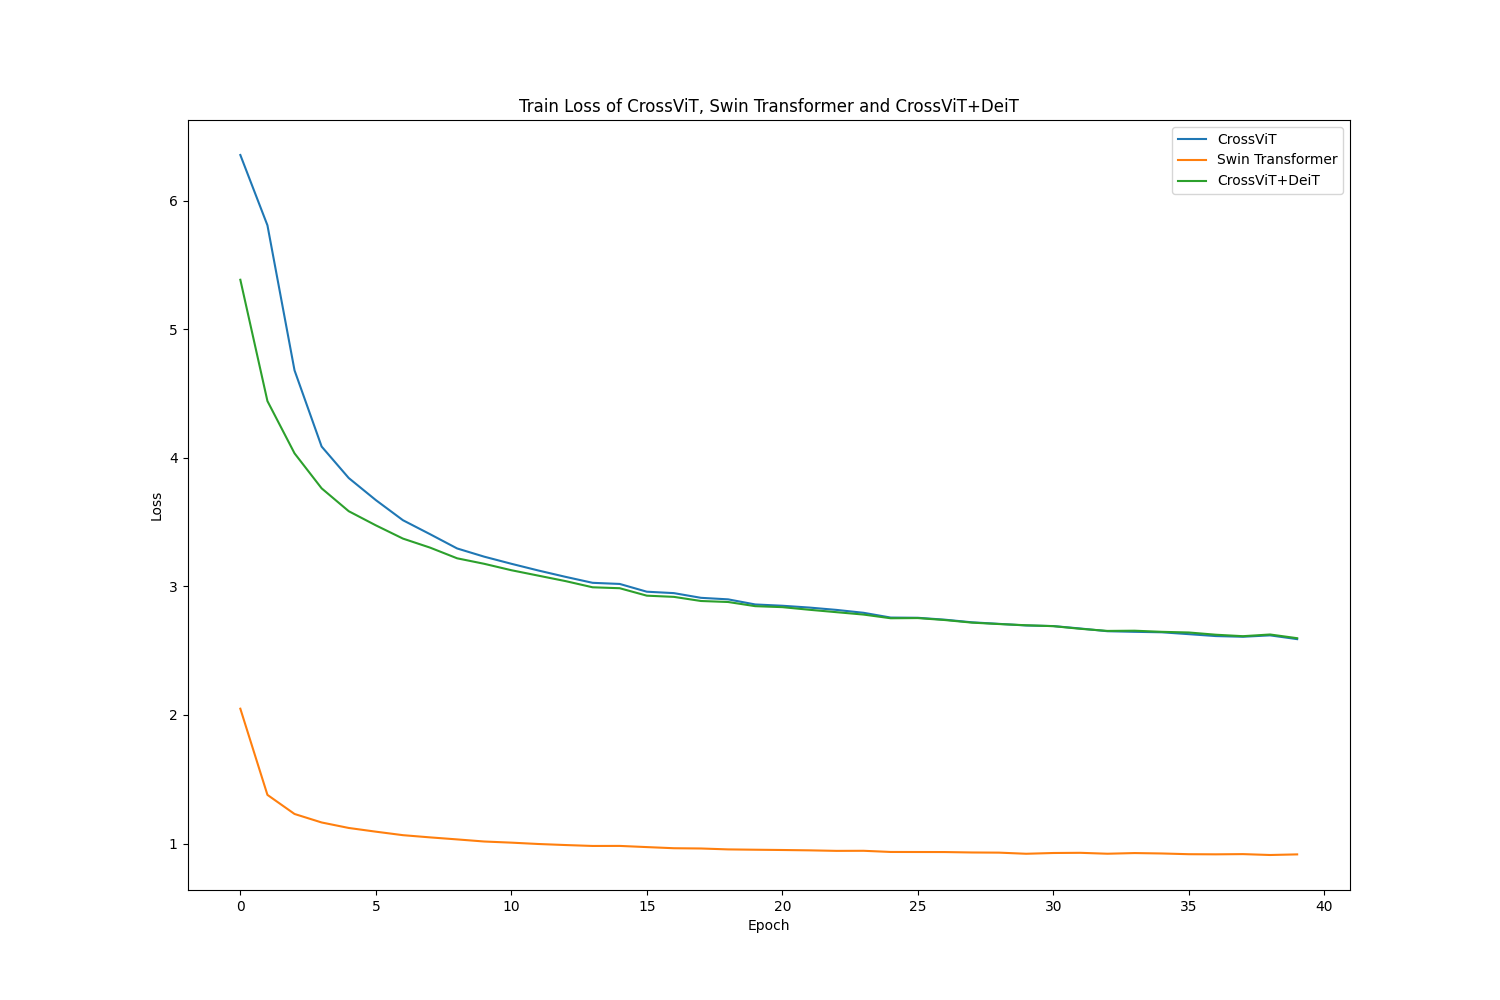 Train Loss of CrossViT, Swin Transformer and CrossViT+DeiT
CrossViT
Swin Transformer
CrossViT+DeiT
6
5
4
3
2
1
Loss
0 5 10 15 20 25 30 35 40
Epoch